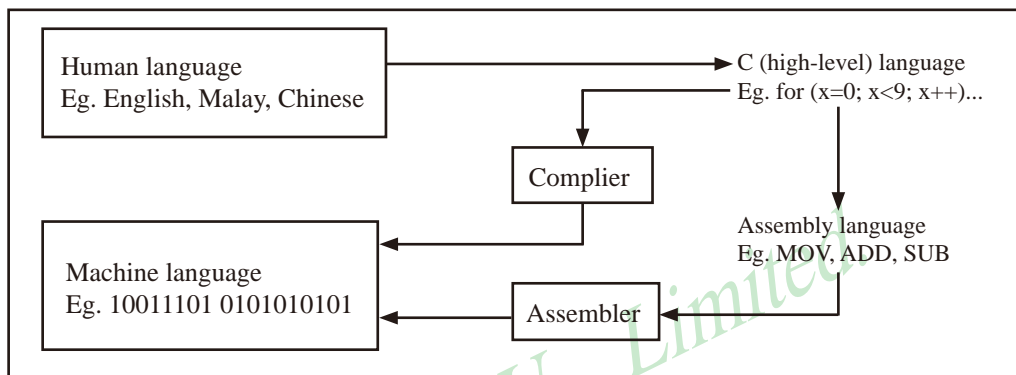 Human language
Eg. English, Malay, Chinese
C (high-level) language
Eg. for (x=0; x<9; x++)...
Complier
Assembly language
Eg. MOV, ADD, SUB
Machine language
Eg. 10011101 0101010101
Assembler
Limited.